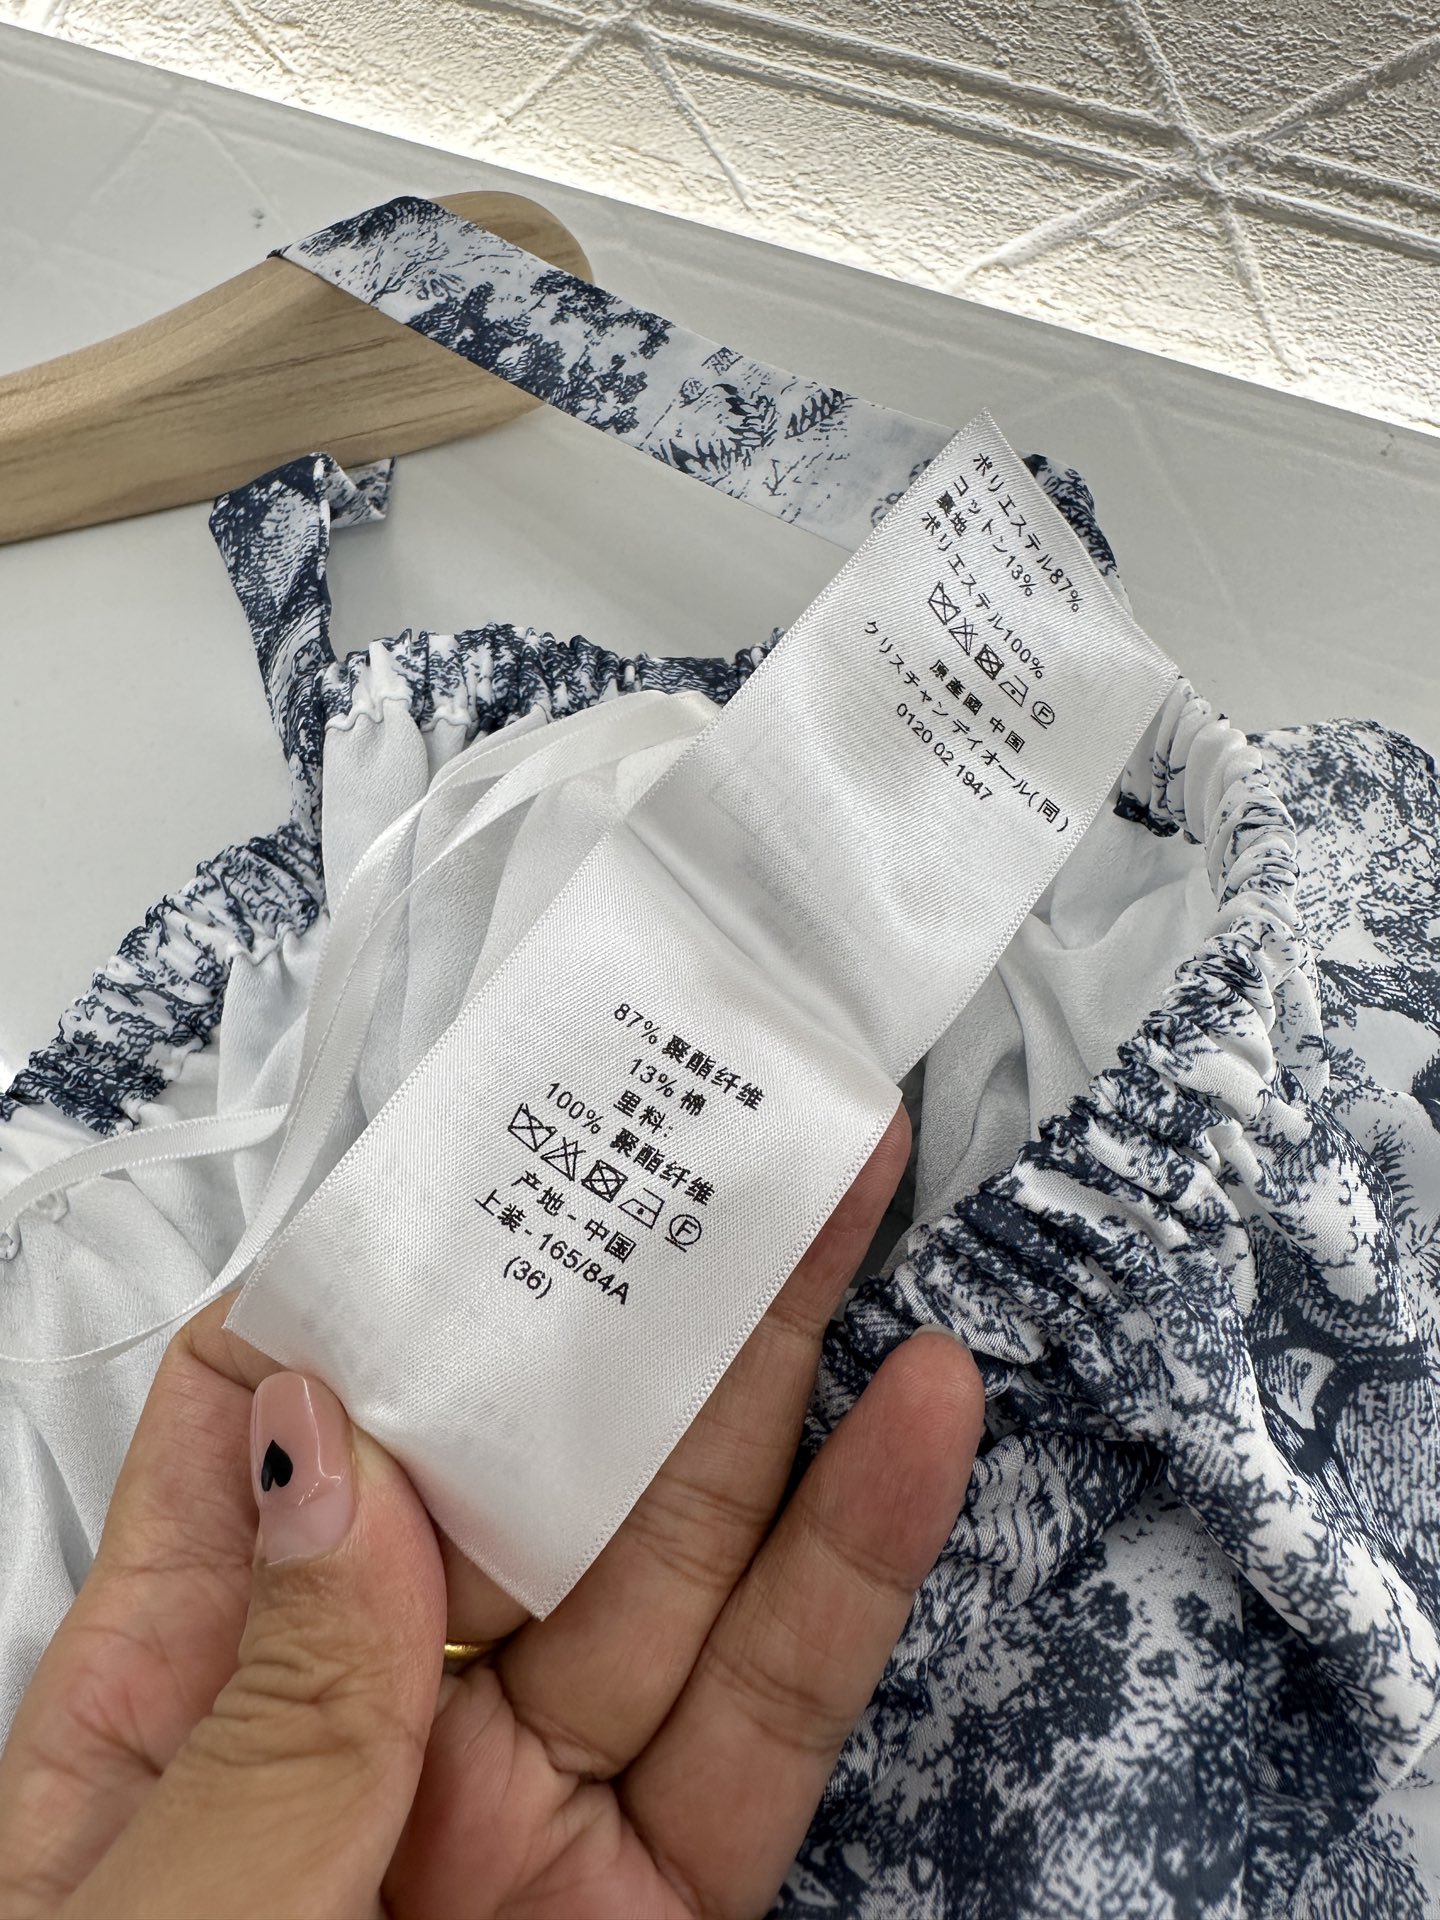 ポリエステル87%
コットン13%
裏地
ポリエステル100%
F
原産國 中国
クリスチャン ディオール(同)
0120 02 1947
87% 聚酯纤维
13% 棉
里料:
100% 聚酯纤维
F
产地 - 中国
上装 - 165/84A
(36)